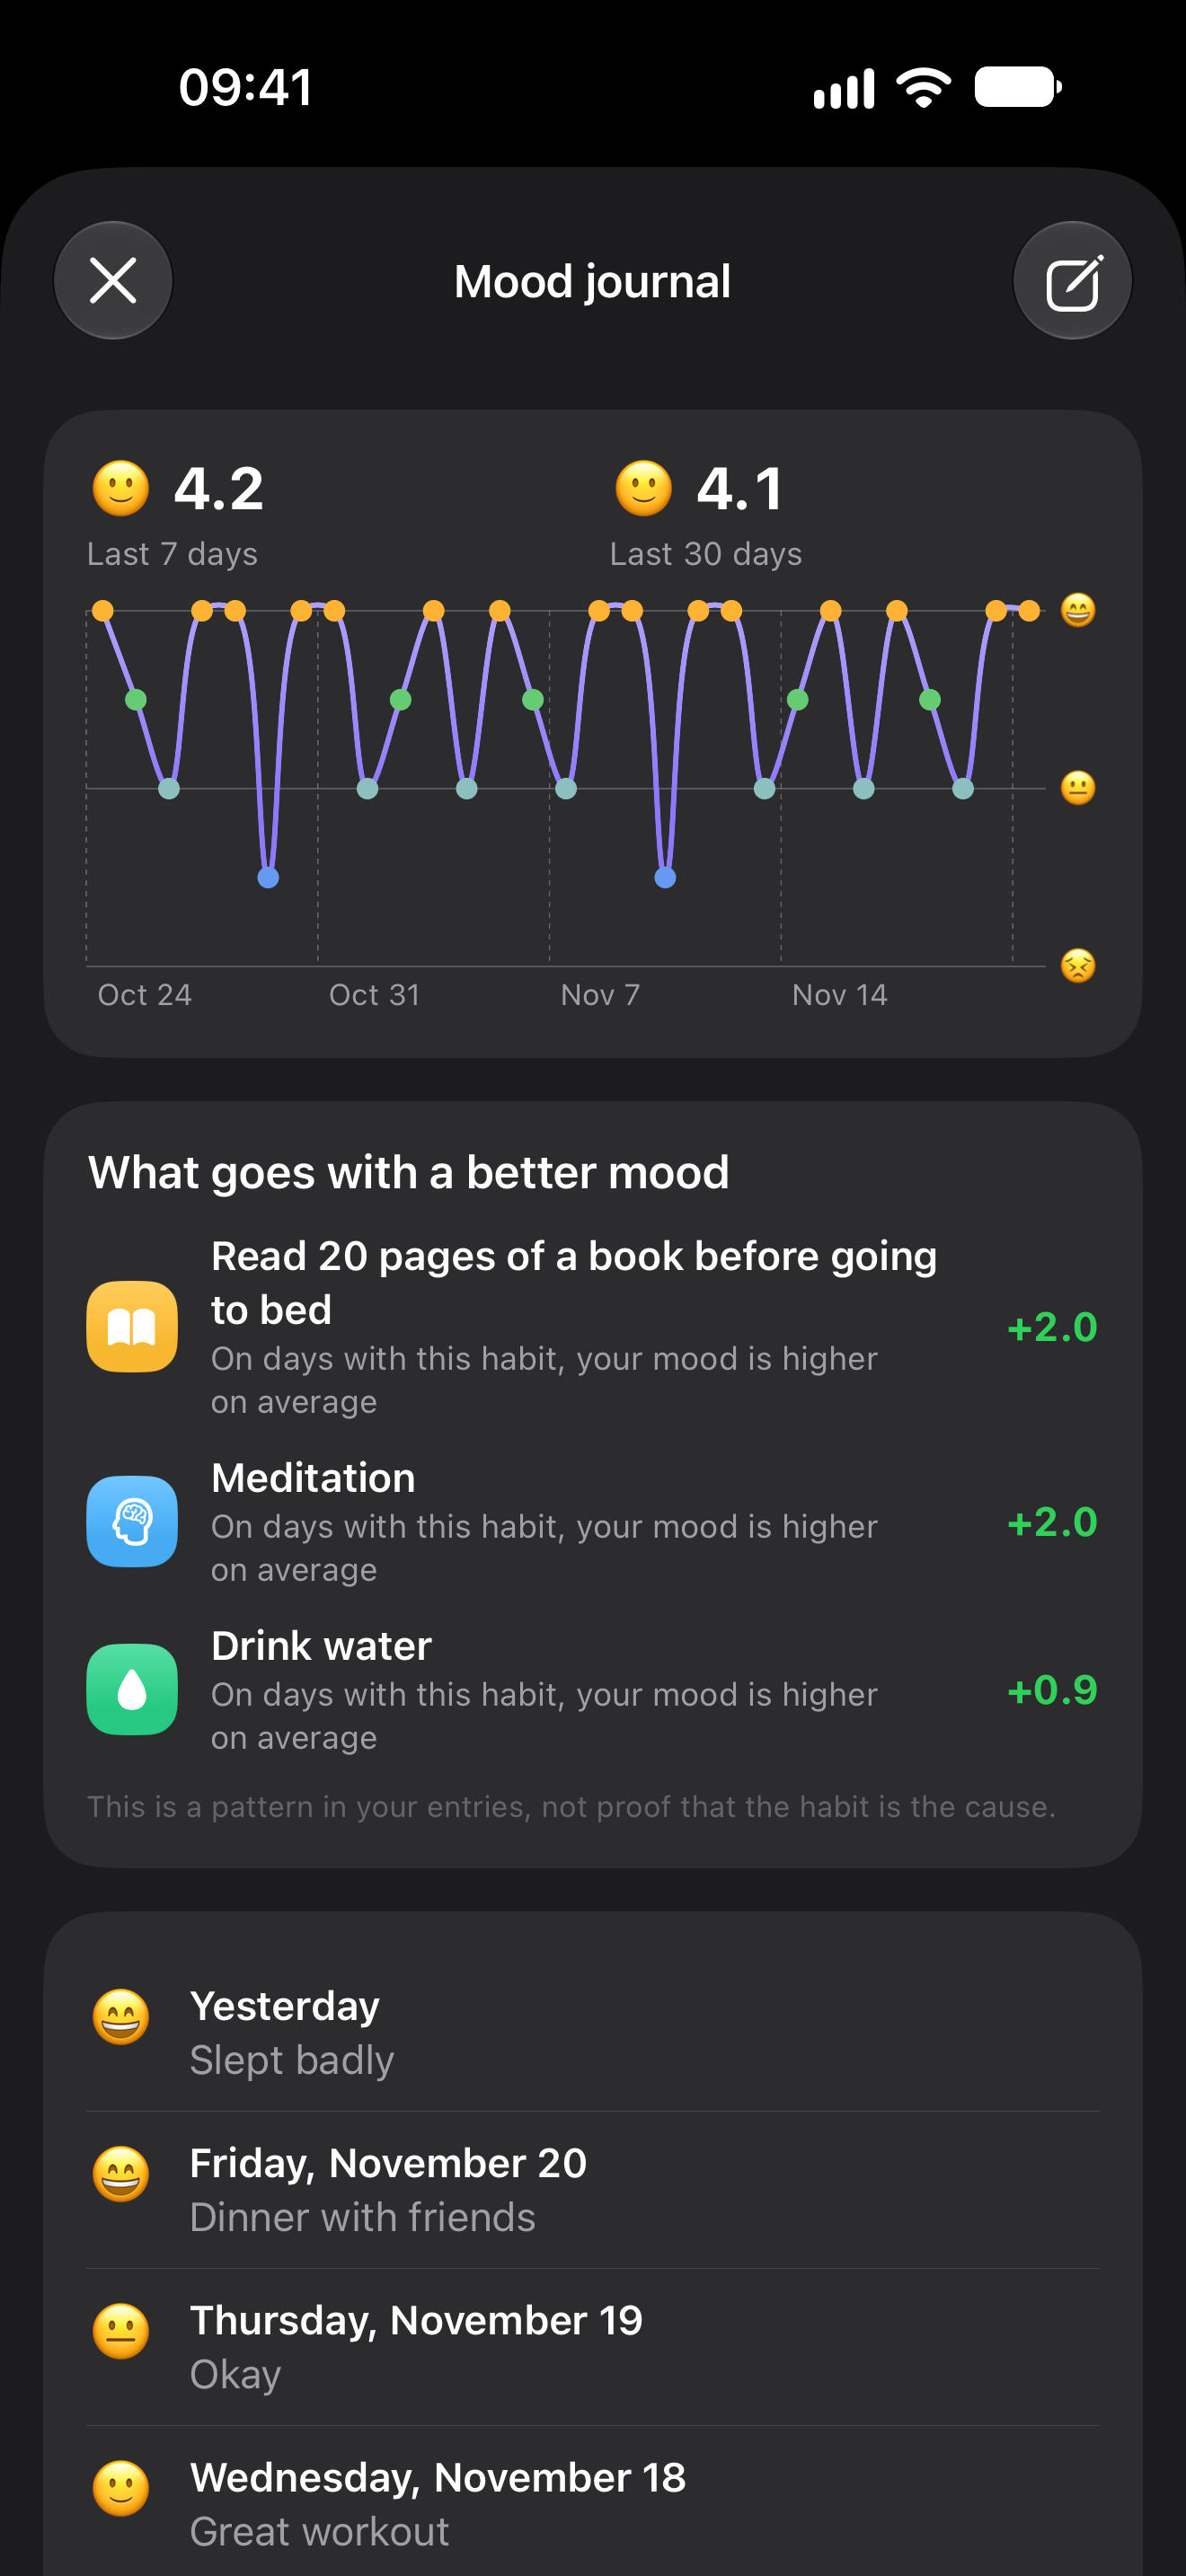 09:41
Mood journal
4.2
4.1
Last 7 days
Last 30 days
Oct 24
Oct 31
Nov 7
Nov 14
What goes with a better mood
Read 20 pages of a book before going
to bed
On days with this habit, your mood is higher
on average
+2.0
Meditation
On days with this habit, your mood is higher
on average
+2.0
Drink water
On days with this habit, your mood is higher
on average
+0.9
This is a pattern in your entries, not proof that the habit is the cause.
Yesterday
Slept badly
Friday, November 20
Dinner with friends
Thursday, November 19
Okay
Wednesday, November 18
Great workout